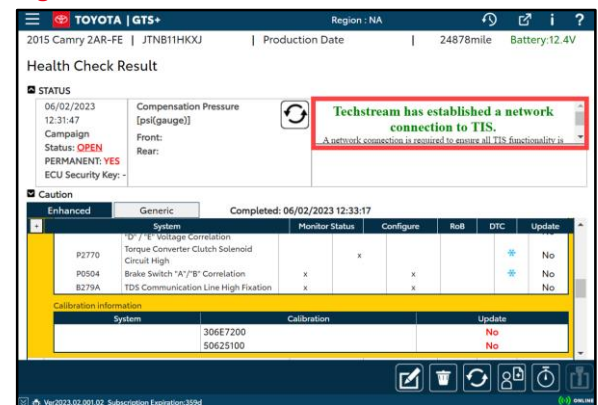 TOYOTA | GTS+ Region : NA i ?
2015 Camry 2AR-FE | JTNB11HKXJ | Production Date | 24878mile Battery:12.4V
Health Check Result
STATUS
06/02/2023
12:31:47
Campaign
Status: OPEN
PERMANENT: YES
ECU Security Key: -
Compensation Pressure
[psi(gauge)]
Front:
Rear:
Techstream has established a network
connection to TIS.
A network connection is required to ensure all TIS functionality is
Caution
Enhanced Generic Completed: 06/02/2023 12:33:17
+ System Monitor Status Configure RoB DTC Update
"D" / "E" Voltage Correlation No
P2770 Torque Converter Clutch Solenoid
Circuit High x No
P0504 Brake Switch "A"/"B" Correlation x x No
B279A TDS Communication Line High Fixation x x No
Calibration information
System Calibration Update
306E7200 No
50625100 No
Ver2023.02.001.02 Subscription Expiration:359d ONLINE